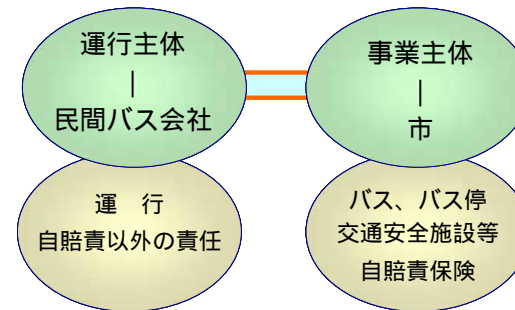 運行主体
|
民間バス会社
事業主体
|
市
運　行
自賠責以外の責任
バス、バス停
交通安全施設等
自賠責保険